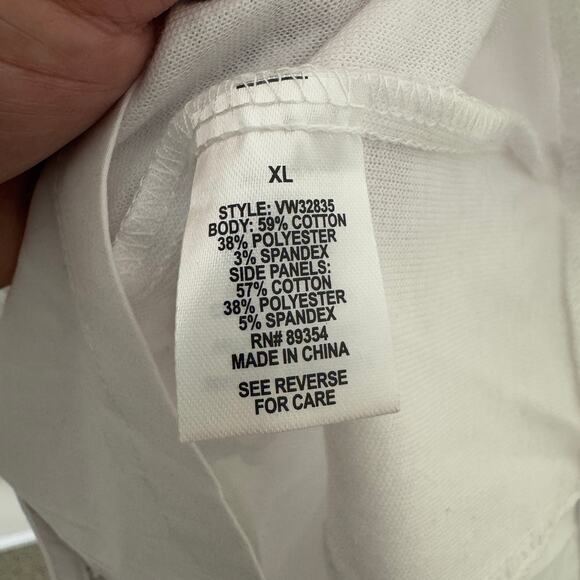 XL
STYLE: VW32835
BODY: 59% COTTON
38% POLYESTER
3% SPANDEX
SIDE PANELS:
57% COTTON
38% POLYESTER
5% SPANDEX
RN# 89354
MADE IN CHINA
SEE REVERSE
FOR CARE